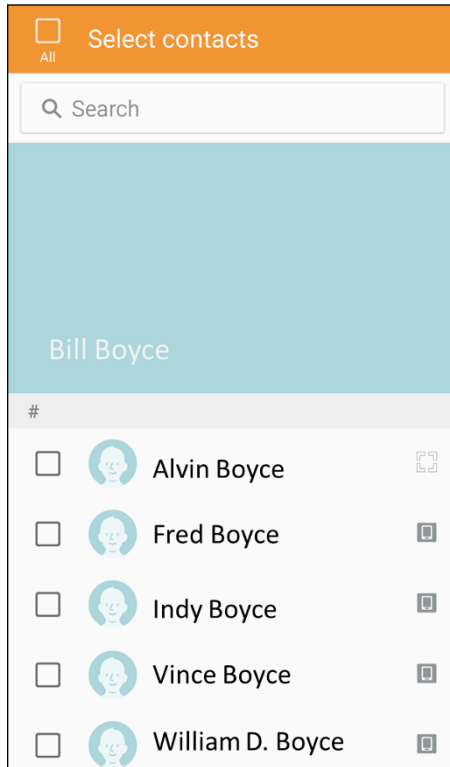 Select contacts
All
Search
Bill Boyce
#
Alvin Boyce
Fred Boyce
Indy Boyce
Vince Boyce
William D. Boyce